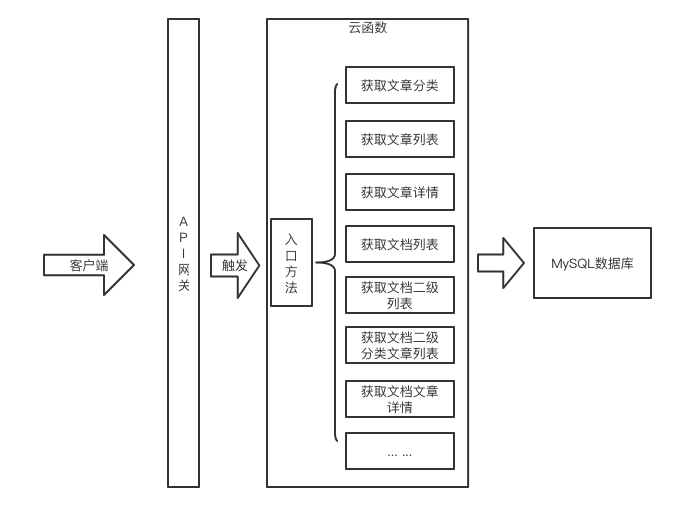 云函数
获取文章分类
获取文章列表
获取文章详情
获取文档列表
获取文档二级
列表
获取文档二级
分类文章列表
获取文档文章
详情
... ...
客户端
API网关
触发
入口方法
MySQL数据库